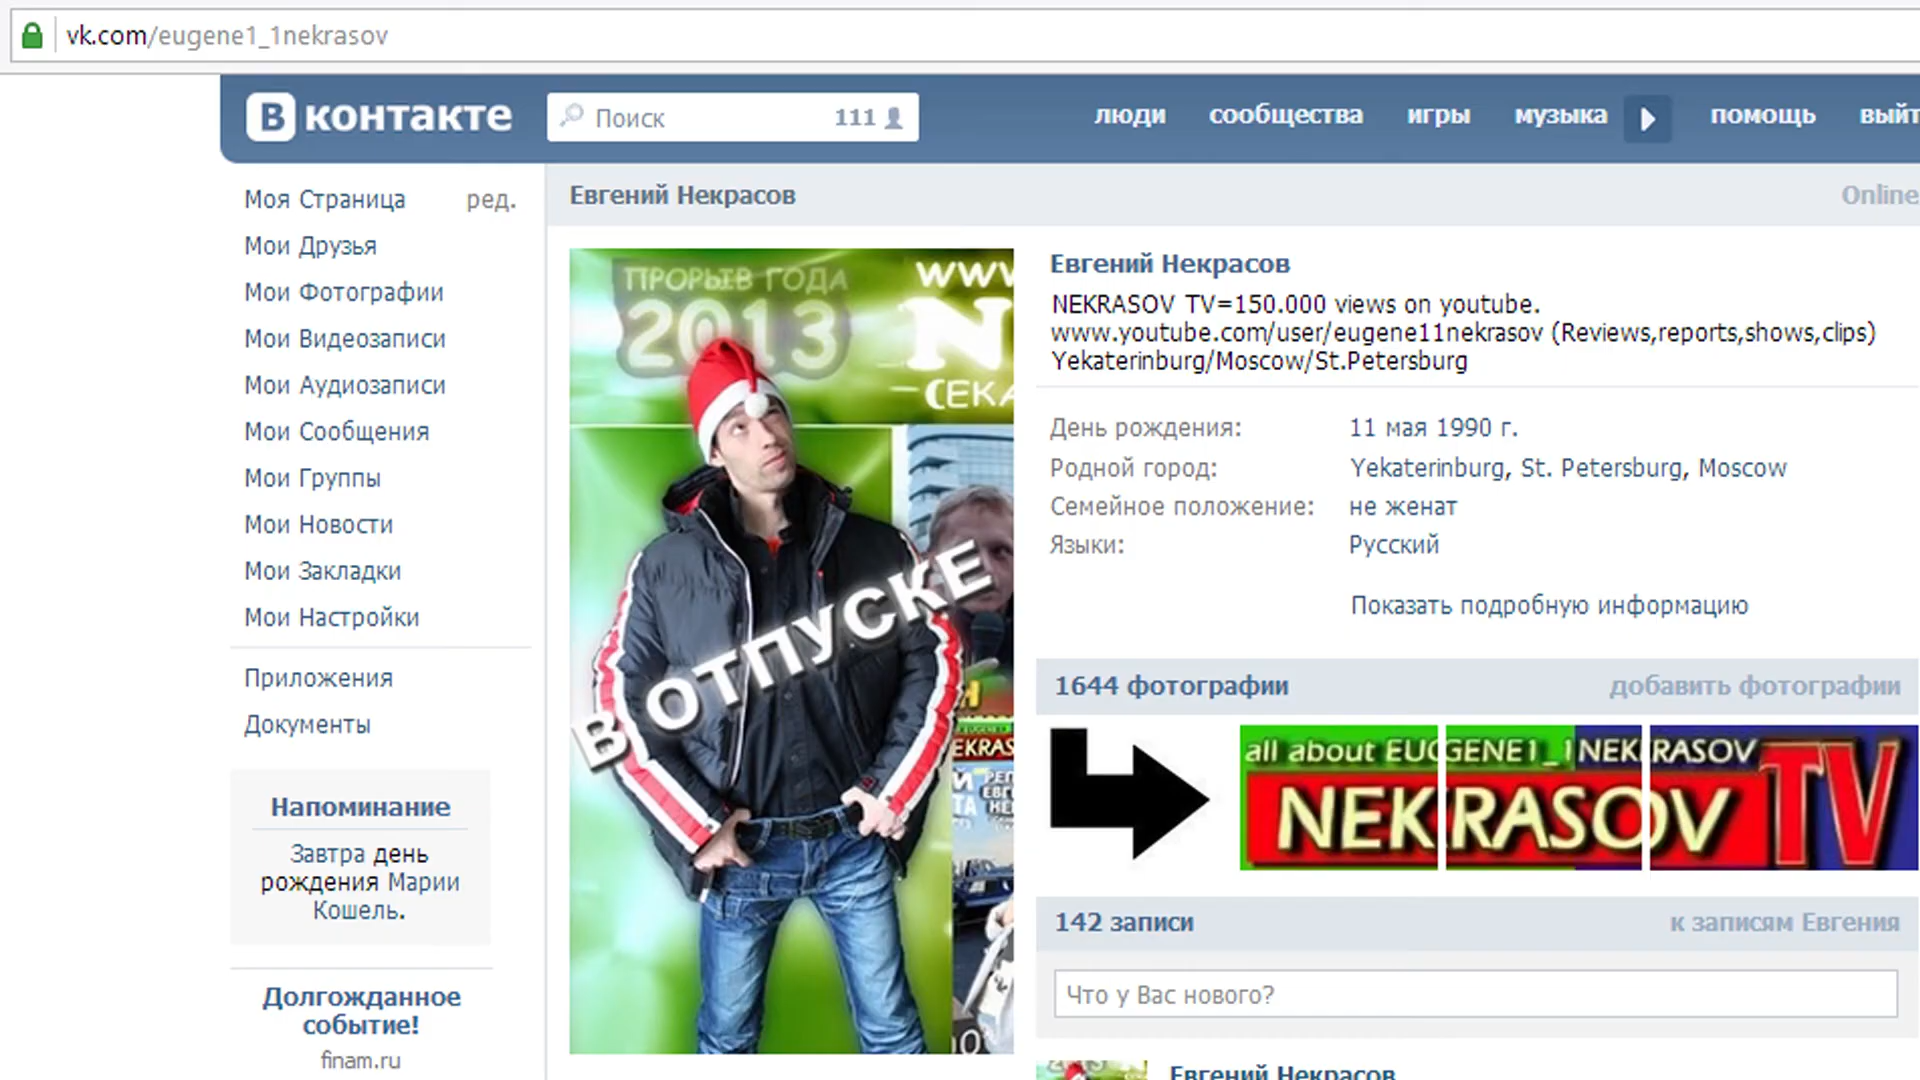 vk.com/eugene1_1nekrasov
В контакте
Поиск
111
люди
сообщества
игры
музыка
помощь
Моя Страница
ред.
Мои Друзья
Мои Фотографии
Мои Видеозаписи
Мои Аудиозаписи
Мои Сообщения
Мои Группы
Мои Новости
Мои Закладки
Мои Настройки
Приложения
Документы
Напоминание
Завтра день
рождения Марии
Кошель.
Долгожданное
событие!
finam.ru
Евгений Некрасов
Online
ПРОРЫВ ГОДА
2013
В ОТПУСКЕ
Евгений Некрасов
NEKRASOV TV=150.000 views on youtube.
www.youtube.com/user/eugene11nekrasov (Reviews,reports,shows,clips)
Yekaterinburg/Moscow/St.Petersburg
День рождения:
11 мая 1990 г.
Родной город:
Yekaterinburg, St. Petersburg, Moscow
Семейное положение:
не женат
Языки:
Русский
Показать подробную информацию
1644 фотографии
добавить фотографии
all about EUGENE1_1NEKRASOV
NEKRASOV TV
142 записи
к записям Евгения
Что у Вас нового?
Евгений Некрасов